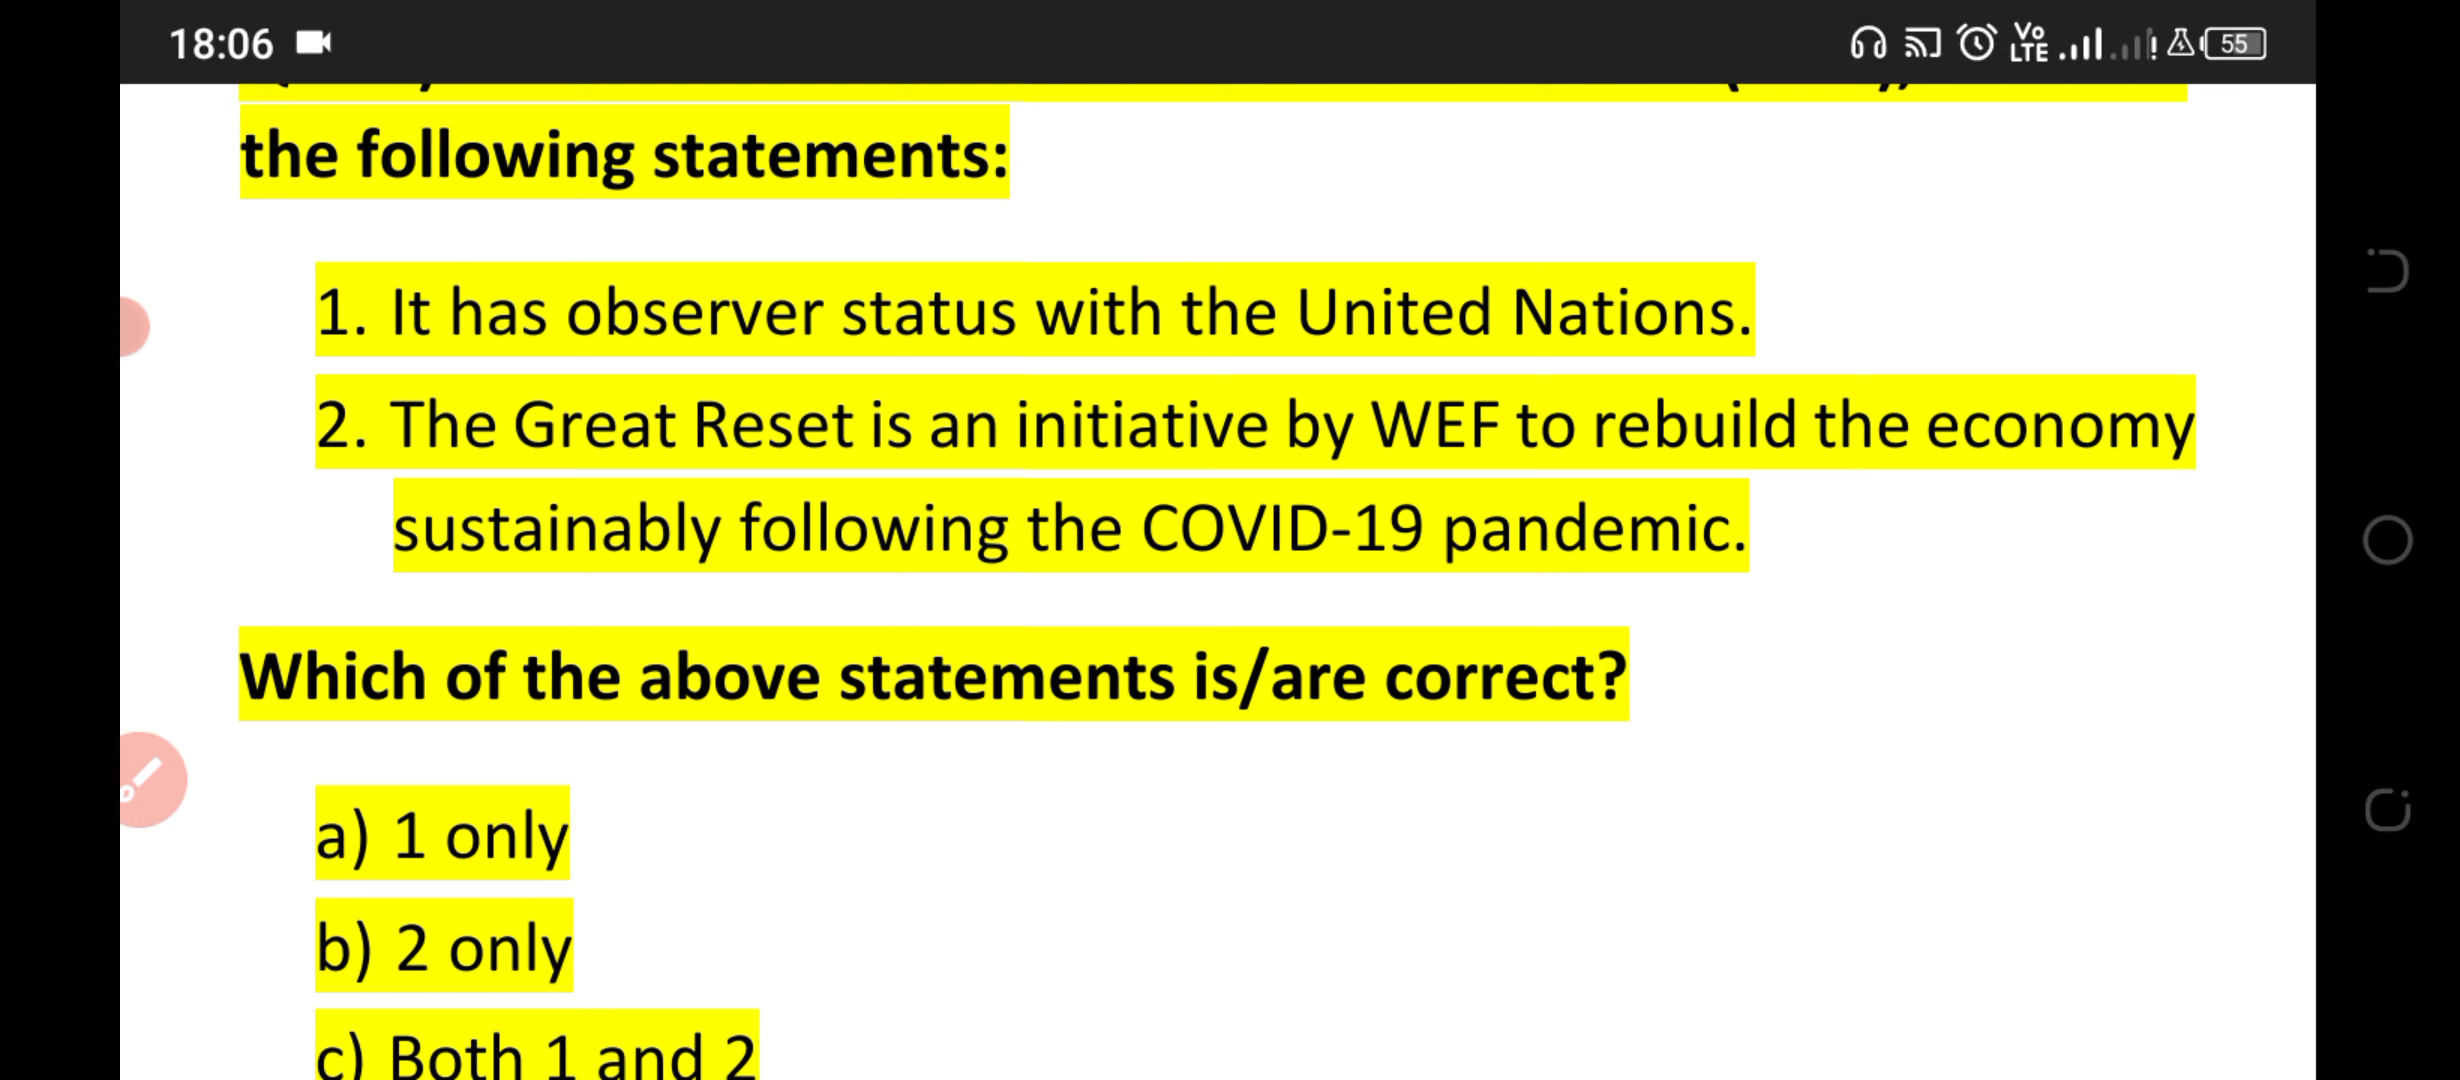 18:06
Vo
LTE
55
the following statements:
1. It has observer status with the United Nations.
2. The Great Reset is an initiative by WEF to rebuild the economy
sustainably following the COVID-19 pandemic.
Which of the above statements is/are correct?
a) 1 only
b) 2 only
c) Both 1 and 2